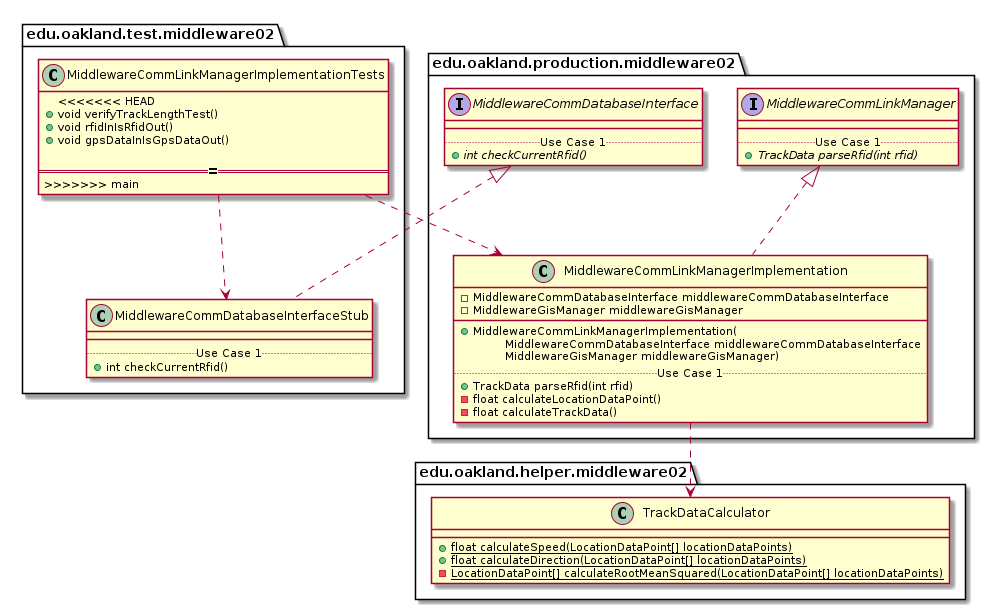 edu.oakland.test.middleware02
C MiddlewareCommLinkManagerImplementationTests
<<<<<<< HEAD
void verifyTrackLengthTest()
void rfidInIsRfidOut()
void gpsDataInIsGpsDataOut()
=
>>>>>>> main
C MiddlewareCommDatabaseInterfaceStub
Use Case 1
int checkCurrentRfid()
edu.oakland.production.middleware02
I MiddlewareCommDatabaseInterface
Use Case 1
int checkCurrentRfid()
I MiddlewareCommLinkManager
Use Case 1
TrackData parseRfid(int rfid)
C MiddlewareCommLinkManagerImplementation
MiddlewareCommDatabaseInterface middlewareCommDatabaseInterface
MiddlewareGisManager middlewareGisManager
MiddlewareCommLinkManagerImplementation(
MiddlewareCommDatabaseInterface middlewareCommDatabaseInterface
MiddlewareGisManager middlewareGisManager)
Use Case 1
TrackData parseRfid(int rfid)
float calculateLocationDataPoint()
float calculateTrackData()
edu.oakland.helper.middleware02
C TrackDataCalculator
float calculateSpeed(LocationDataPoint[] locationDataPoints)
float calculateDirection(LocationDataPoint[] locationDataPoints)
LocationDataPoint[] calculateRootMeanSquared(LocationDataPoint[] locationDataPoints)